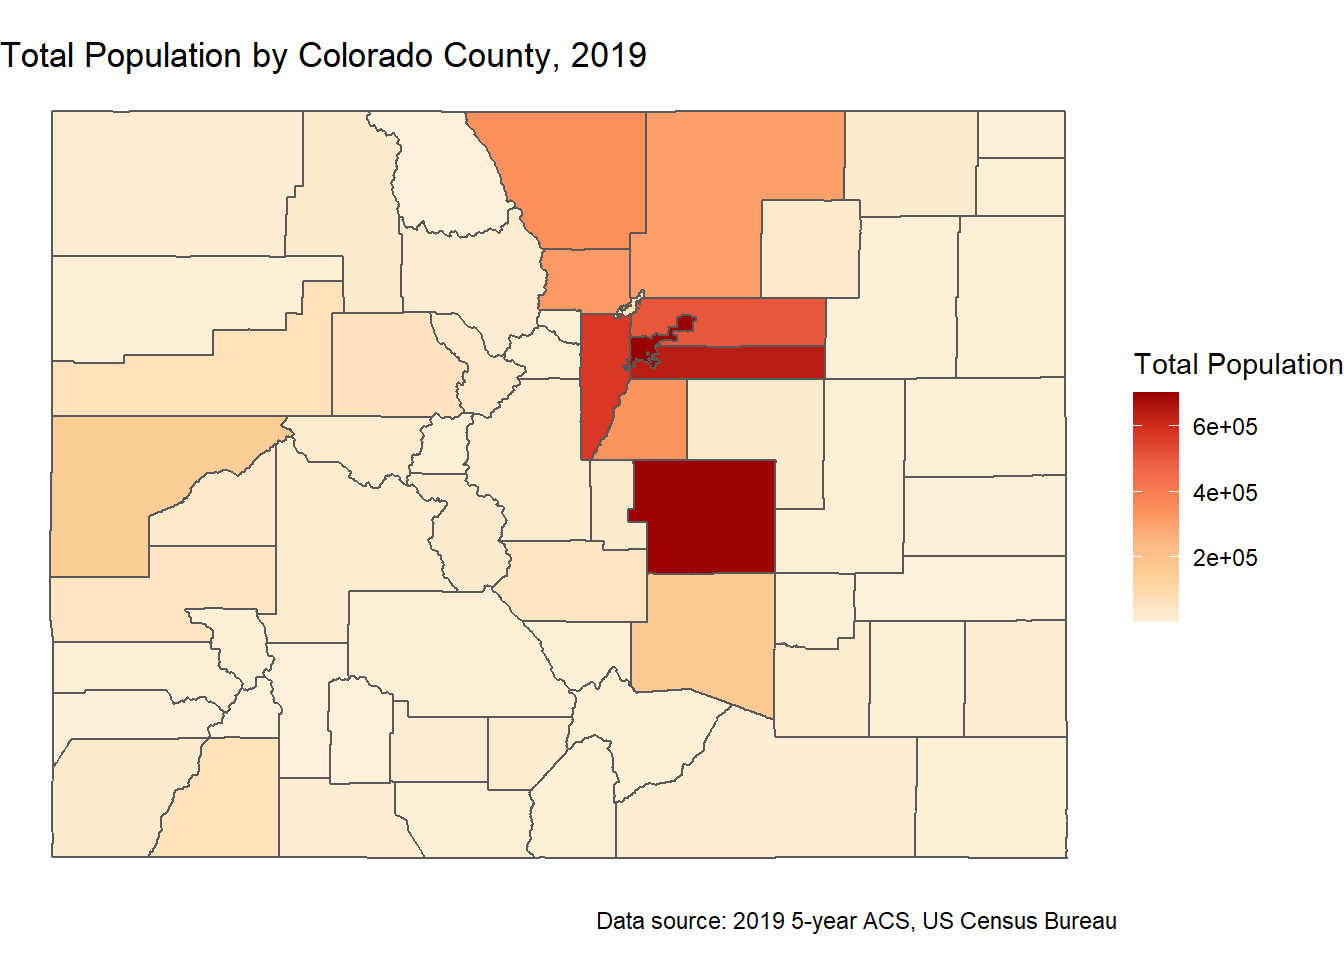 Total Population by Colorado County, 2019
Total Population
6e+05
4e+05
2e+05
Data source: 2019 5-year ACS, US Census Bureau